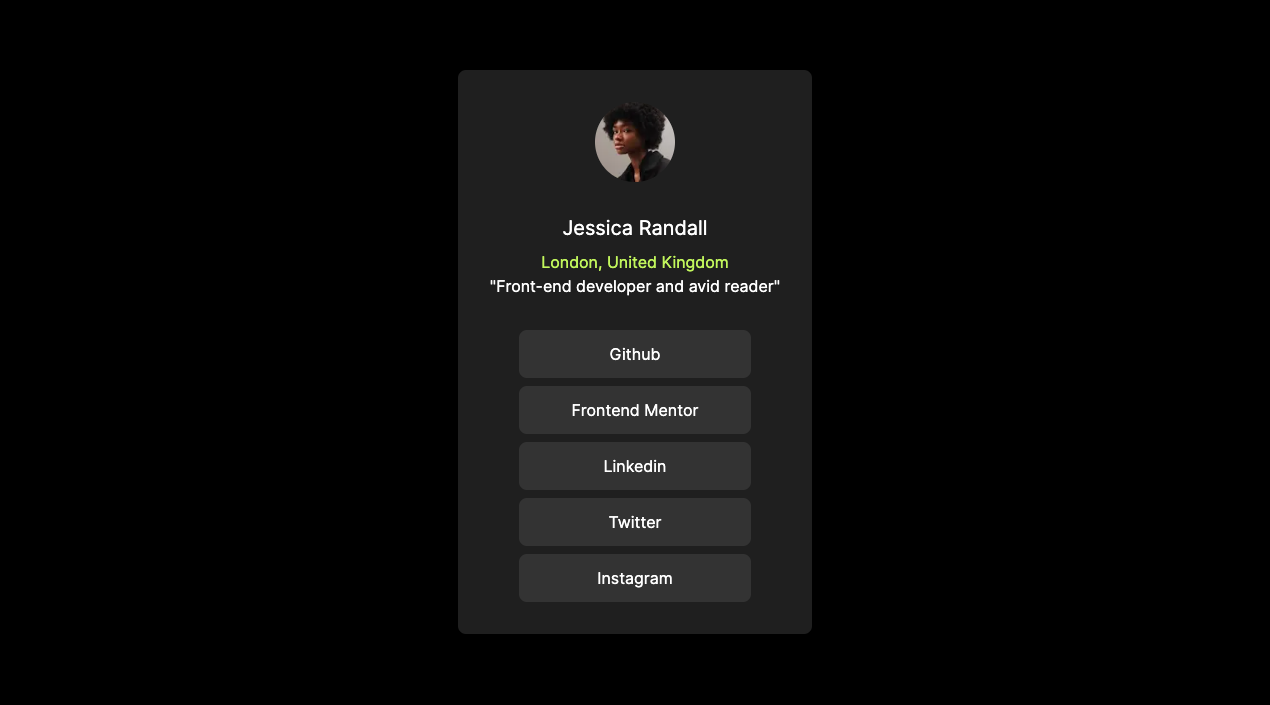 Jessica Randall
London, United Kingdom
"Front-end developer and avid reader"
Github
Frontend Mentor
Linkedin
Twitter
Instagram